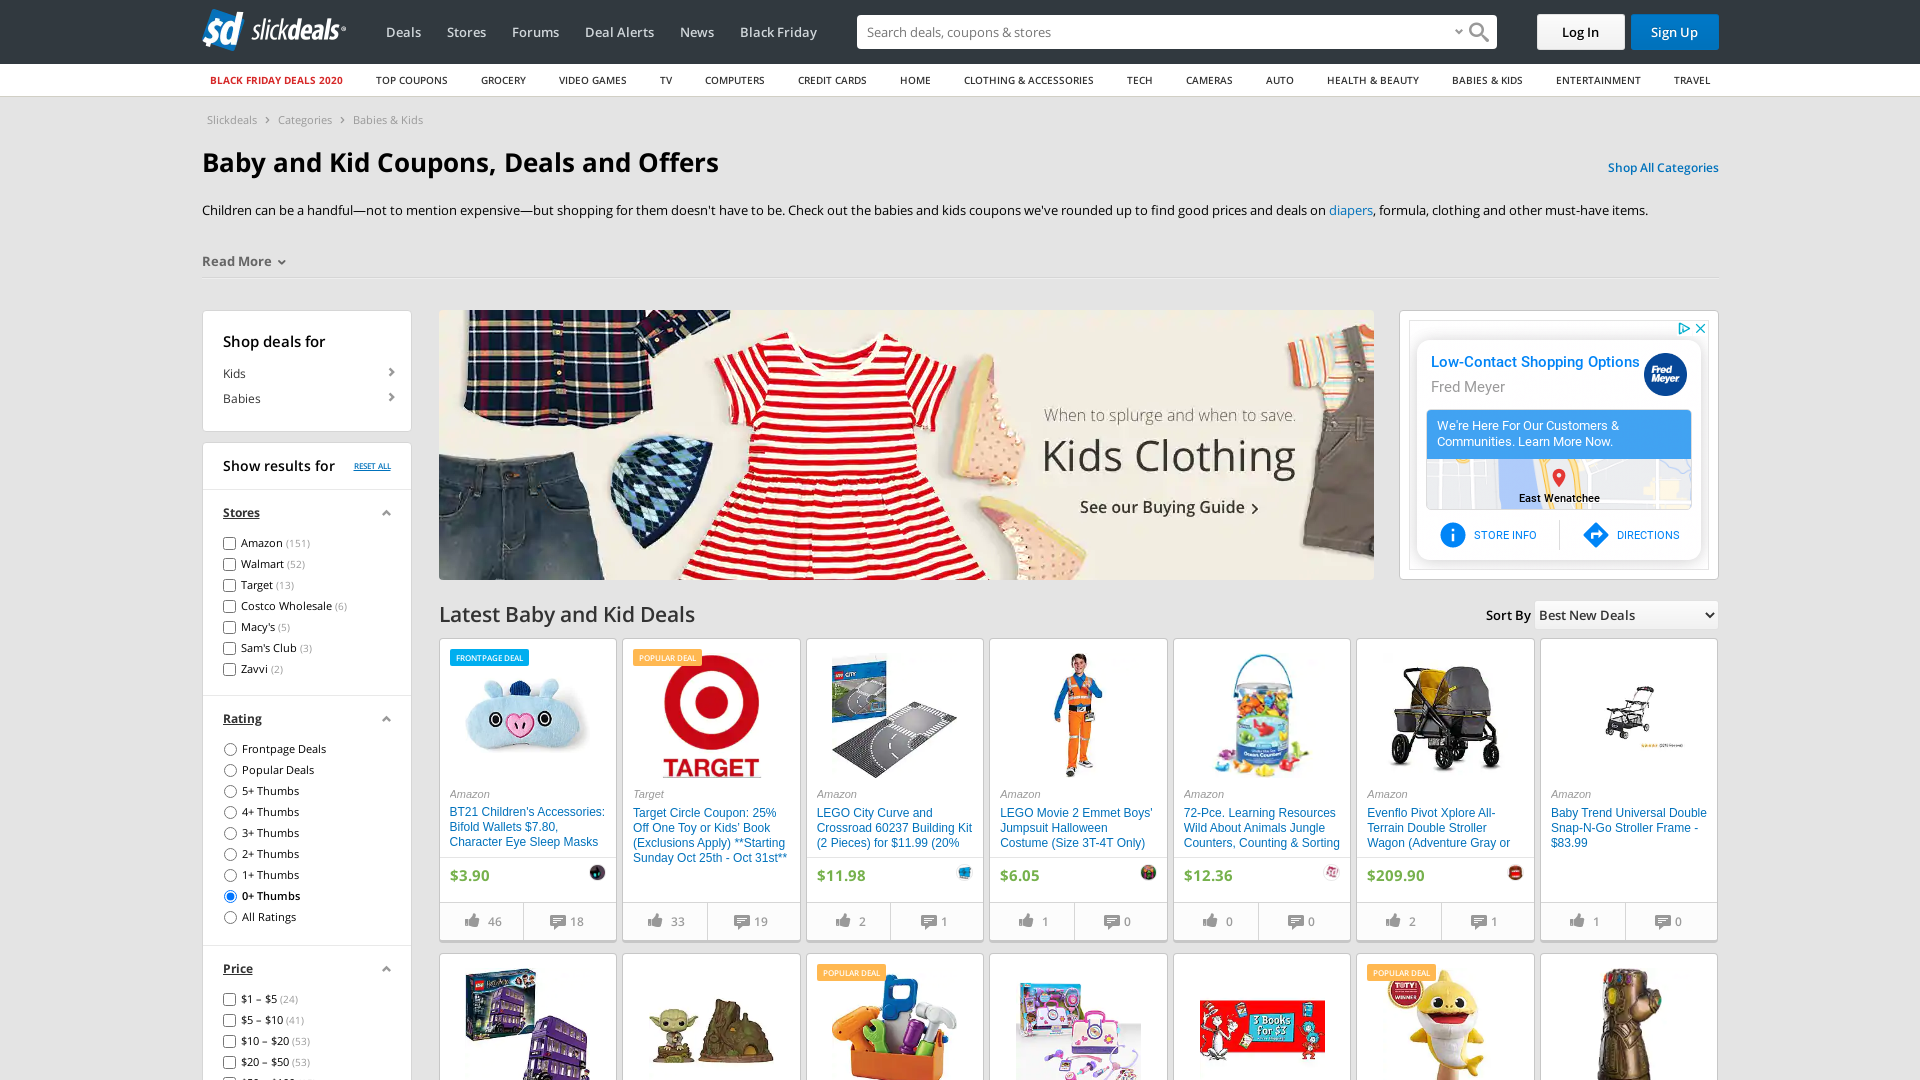 slickdeals
Deals
Stores
Forums
Deal Alerts
News
Black Friday
Search deals, coupons & stores
Log In
Sign Up
BLACK FRIDAY DEALS 2020
TOP COUPONS
GROCERY
VIDEO GAMES
TV
COMPUTERS
CREDIT CARDS
HOME
CLOTHING & ACCESSORIES
TECH
CAMERAS
AUTO
HEALTH & BEAUTY
BABIES & KIDS
ENTERTAINMENT
TRAVEL
Slickdeals > Categories > Babies & Kids
Baby and Kid Coupons, Deals and Offers
Shop All Categories
Children can be a handful—not to mention expensive—but shopping for them doesn't have to be. Check out the babies and kids coupons we've rounded up to find good prices and deals on diapers, formula, clothing and other must-have items.
Read More
Shop deals for
Kids
Babies
Show results for
RESET ALL
Stores
Amazon (151)
Walmart (52)
Target (13)
Costco Wholesale (6)
Macy's (5)
Sam's Club (3)
Zavvi (2)
Rating
Frontpage Deals
Popular Deals
5+ Thumbs
4+ Thumbs
3+ Thumbs
2+ Thumbs
1+ Thumbs
0+ Thumbs
All Ratings
Price
$1 – $5 (24)
$5 – $10 (41)
$10 – $20 (53)
$20 – $50 (53)
When to splurge and when to save.
Kids Clothing
See our Buying Guide >
Low-Contact Shopping Options
Fred Meyer
Fred
Meyer
We're Here For Our Customers &
Communities. Learn More Now.
East Wenatchee
STORE INFO
DIRECTIONS
Latest Baby and Kid Deals
Sort By
Best New Deals
FRONTPAGE DEAL
Amazon
BT21 Children's Accessories:
Bifold Wallets $7.80,
Character Eye Sleep Masks
$3.90
46
18
POPULAR DEAL
TARGET
Target
Target Circle Coupon: 25%
Off One Toy or Kids' Book
(Exclusions Apply) **Starting
Sunday Oct 25th - Oct 31st**
33
19
CITY
Amazon
LEGO City Curve and
Crossroad 60237 Building Kit
(2 Pieces) for $11.99 (20%
$11.98
2
1
Amazon
LEGO Movie 2 Emmet Boys'
Jumpsuit Halloween
Costume (Size 3T-4T Only)
$6.05
1
0
Amazon
72-Pce. Learning Resources
Wild About Animals Jungle
Counters, Counting & Sorting
$12.36
0
0
Amazon
Evenflo Pivot Xplore All-
Terrain Double Stroller
Wagon (Adventure Gray or
$209.90
2
1
Amazon
Baby Trend Universal Double
Snap-N-Go Stroller Frame -
$83.99
1
0
POPULAR DEAL
3 Books
for $3
POPULAR DEAL
TOTY!
WINNER